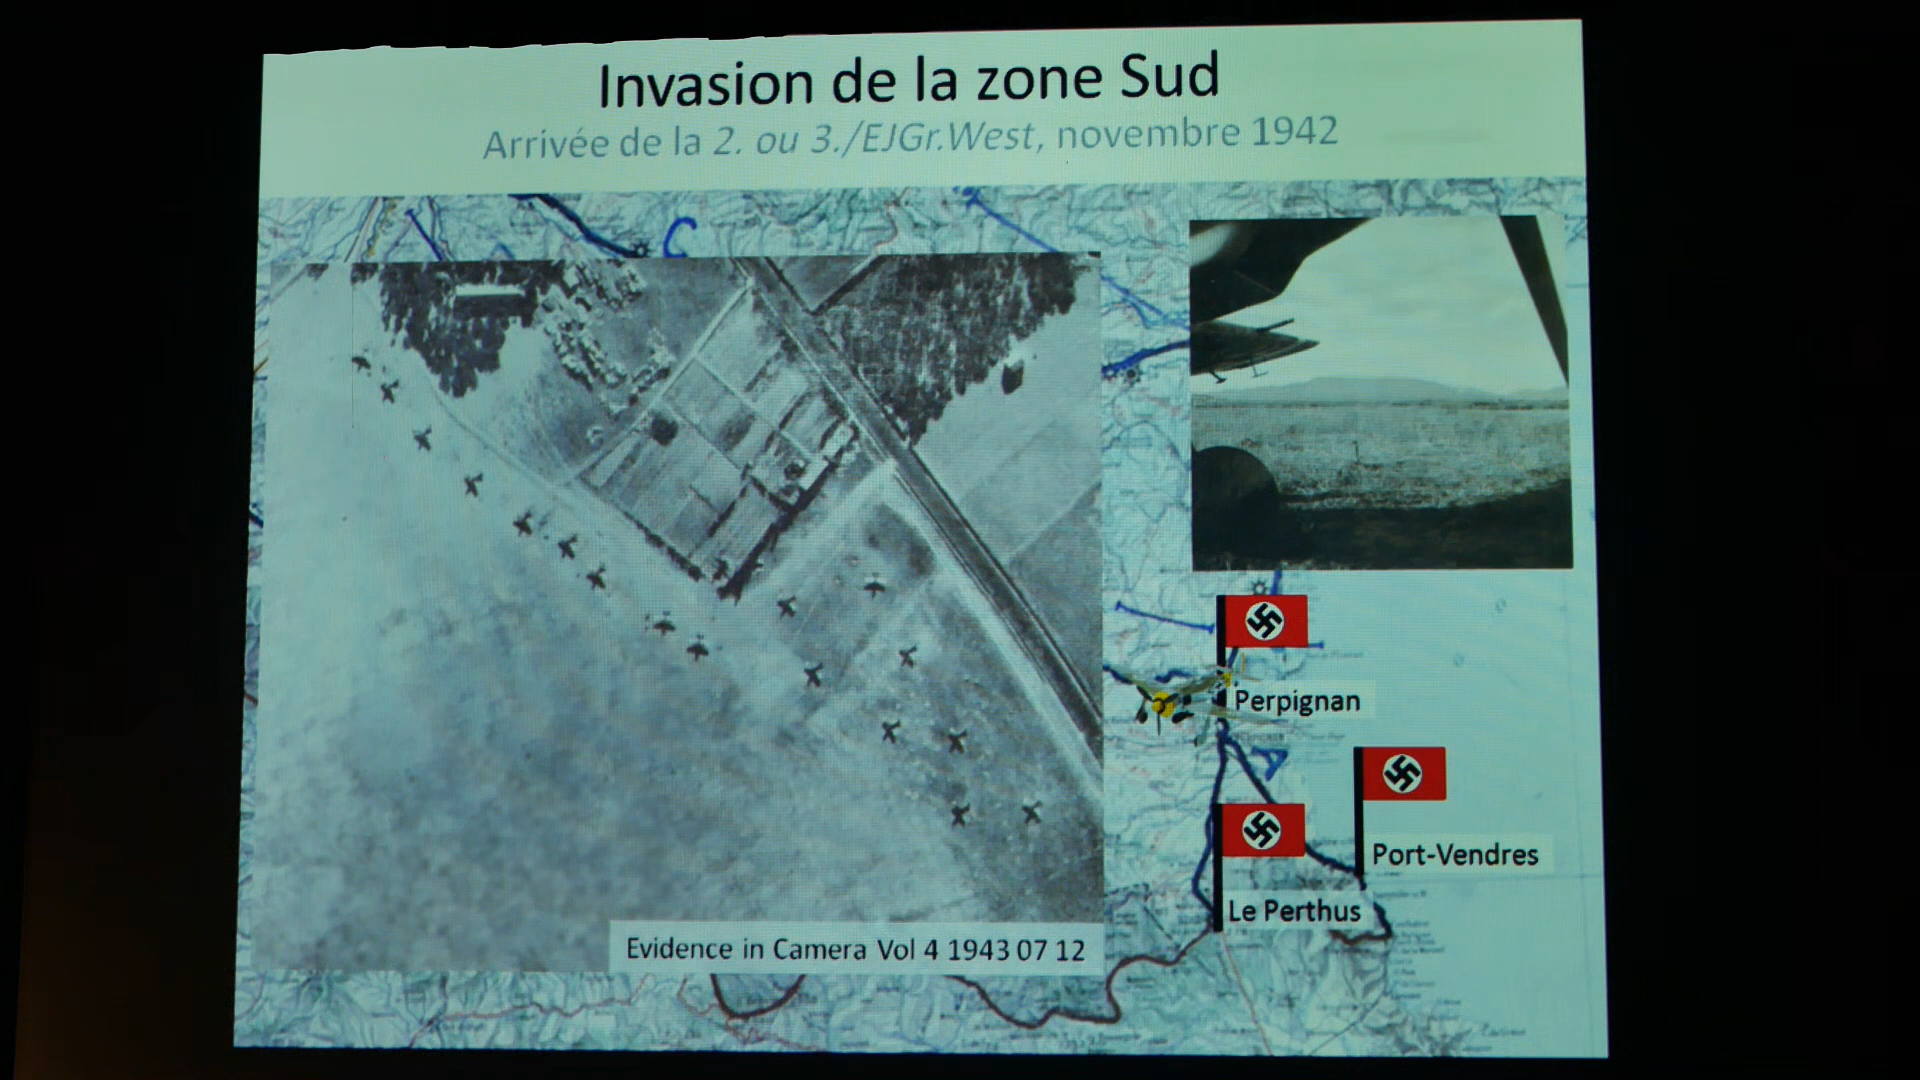 Invasion de la zone Sud
Arrivée de la 2. ou 3./EJGr.West, novembre 1942
C
Perpignan
A
Port-Vendres
Le Perthus
Evidence in Camera Vol 4 1943 07 12